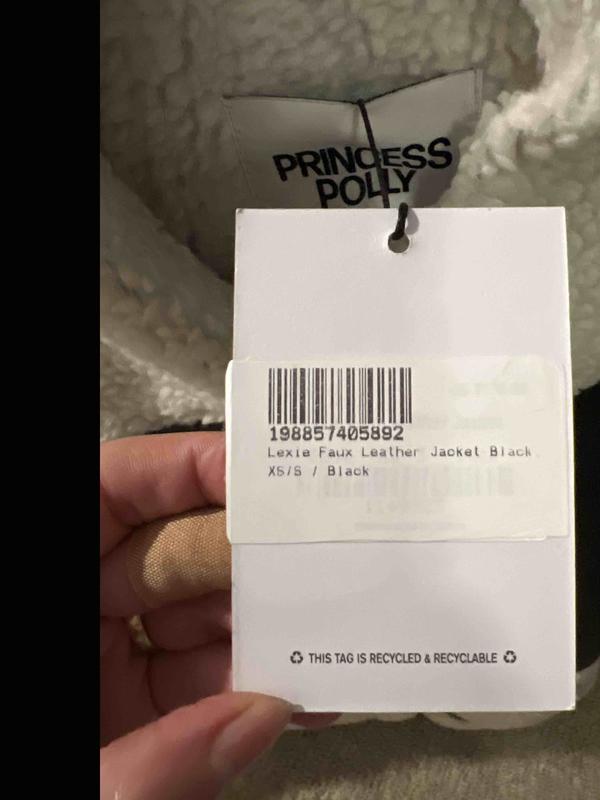 PRINCESS
POLLY
198857405892
Lexie Faux Leather Jacket Black
XS/S / Black
♻ THIS TAG IS RECYCLED & RECYCLABLE ♻